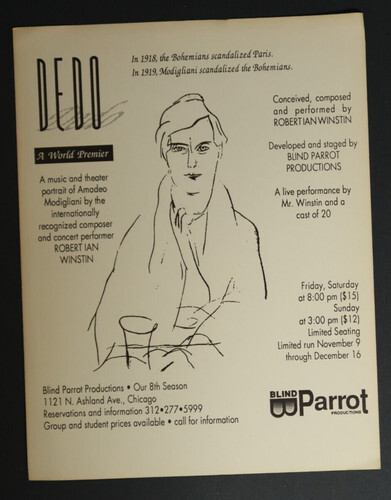 DEDO
In 1918, the Bohemians scandalized Paris.
In 1919, Modigliani scandalized the Bohemians.
A World Premier
A music and theater
portrait of Amadeo
Modigliani by the
internationally
recognized composer
and concert performer
ROBERT IAN
WINSTIN
Conceived, composed
and performed by
ROBERT IAN WINSTIN
Developed and staged by
BLIND PARROT
PRODUCTIONS
A live performance by
Mr. Winstin and a
cast of 20
Friday, Saturday
at 8:00 pm ($15)
Sunday
at 3:00 pm ($12)
Limited Seating
Limited run November 9
through December 16
Blind Parrot Productions • Our 8th Season
1121 N. Ashland Ave., Chicago
Reservations and information 312•277•5999
Group and student prices available • call for information
BLIND
Parrot
PRODUCTIONS